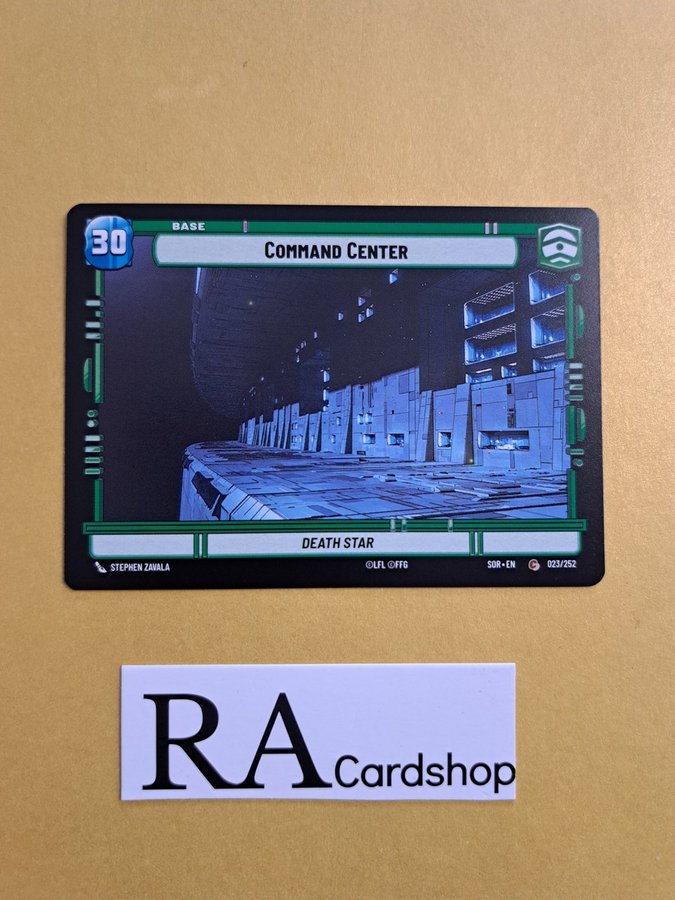 BASE
30
COMMAND CENTER
DEATH STAR
STEPHEN ZAVALA
©LFL ©FFG
SOR • EN
C
023/252
RA Cardshop